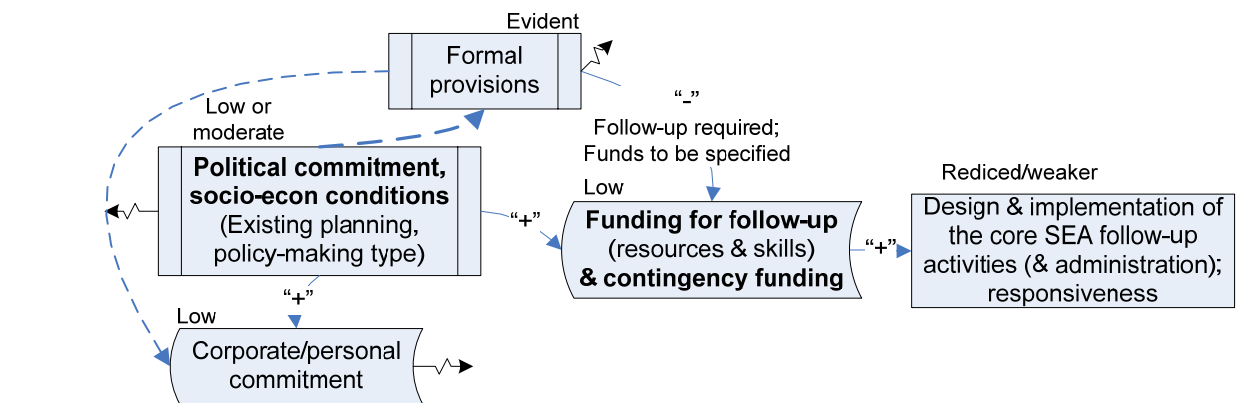 Evident
Formal
provisions
“-”
Low or
moderate
Follow-up required;
Funds to be specified
Political commitment,
socio-econ conditions
(Existing planning,
policy-making type)
“+”
Low
Funding for follow-up
(resources & skills)
& contingency funding
“+”
Rediced/weaker
Design & implementation of
the core SEA follow-up
activities (& administration);
responsiveness
“+”
Low
Corporate/personal
commitment